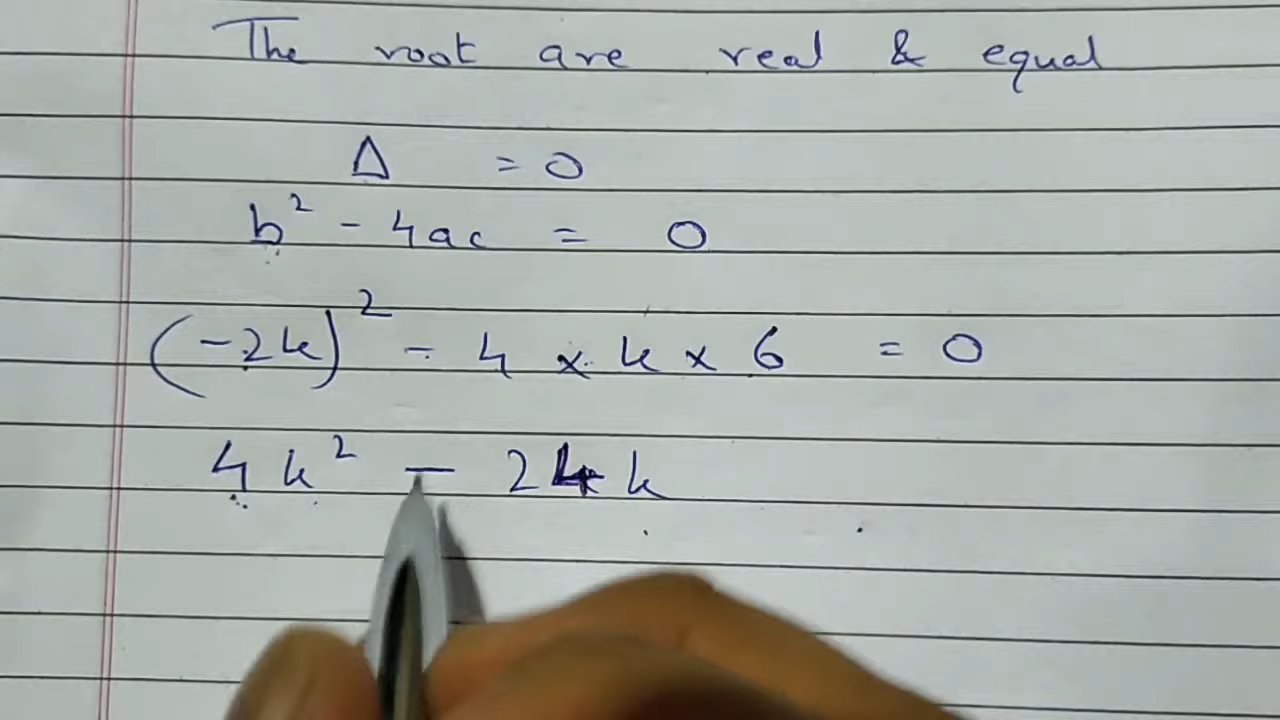 The root are real & equal
Δ = 0
b² - 4ac = 0
(-2k)² - 4 × k × 6 = 0
4k² - 24k